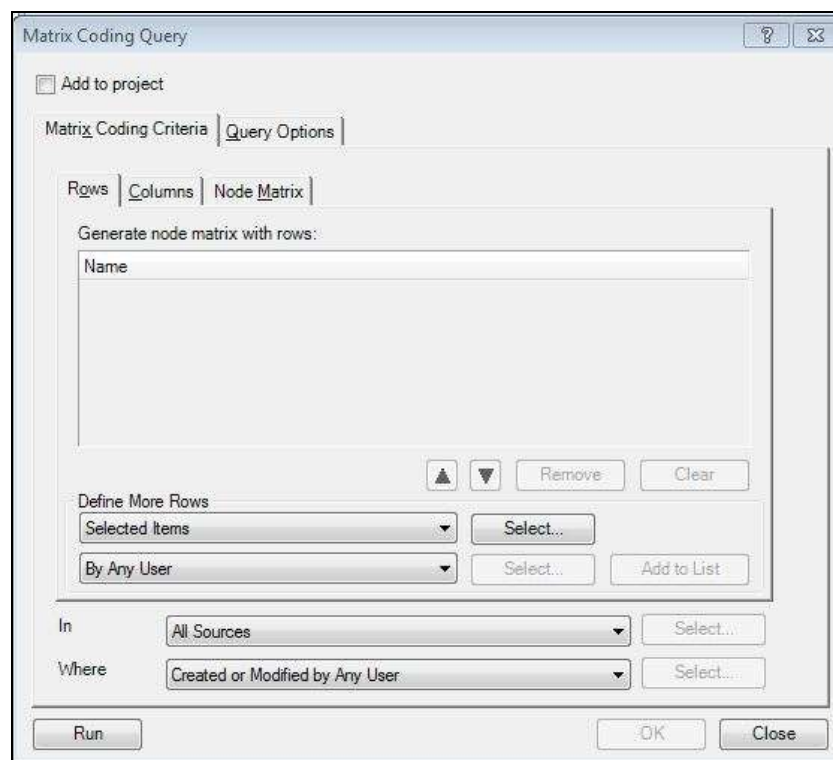 Matrix Coding Query
Add to project
Matrix Coding Criteria Query Options
Rows Columns Node Matrix
Generate node matrix with rows:
Name
Remove Clear
Define More Rows
Selected Items Select...
By Any User Select... Add to List
In All Sources Select...
Where Created or Modified by Any User Select...
Run OK Close